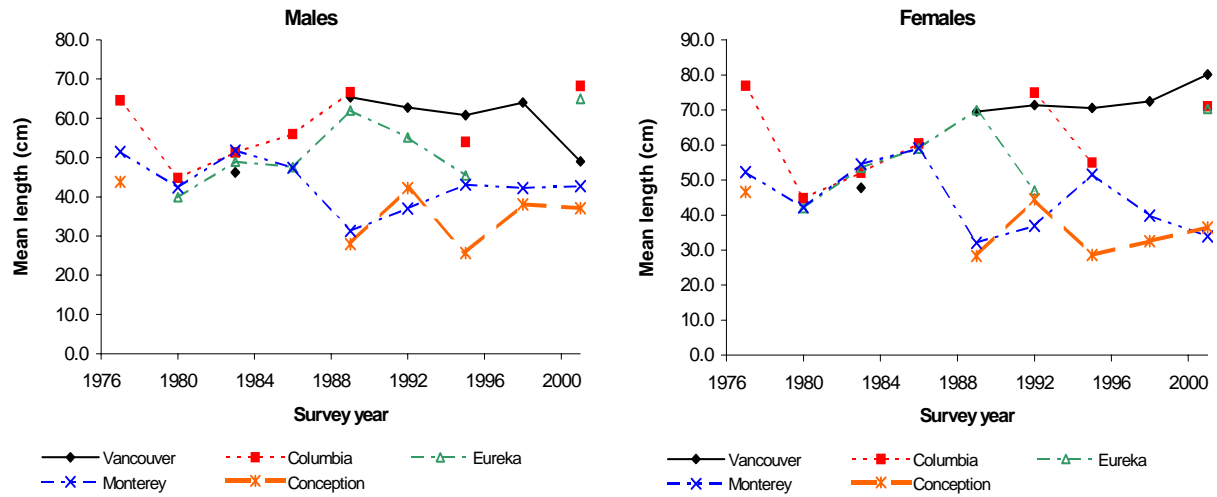 Males
80.0
70.0
60.0
50.0
40.0
30.0
20.0
10.0
0.0
Mean length (cm)
1976 1980 1984 1988 1992 1996 2000
Survey year
Vancouver Columbia Eureka
Monterey Conception
Females
90.0
80.0
70.0
60.0
50.0
40.0
30.0
20.0
10.0
0.0
Mean length (cm)
1976 1980 1984 1988 1992 1996 2000
Survey year
Vancouver Columbia Eureka
Monterey Conception